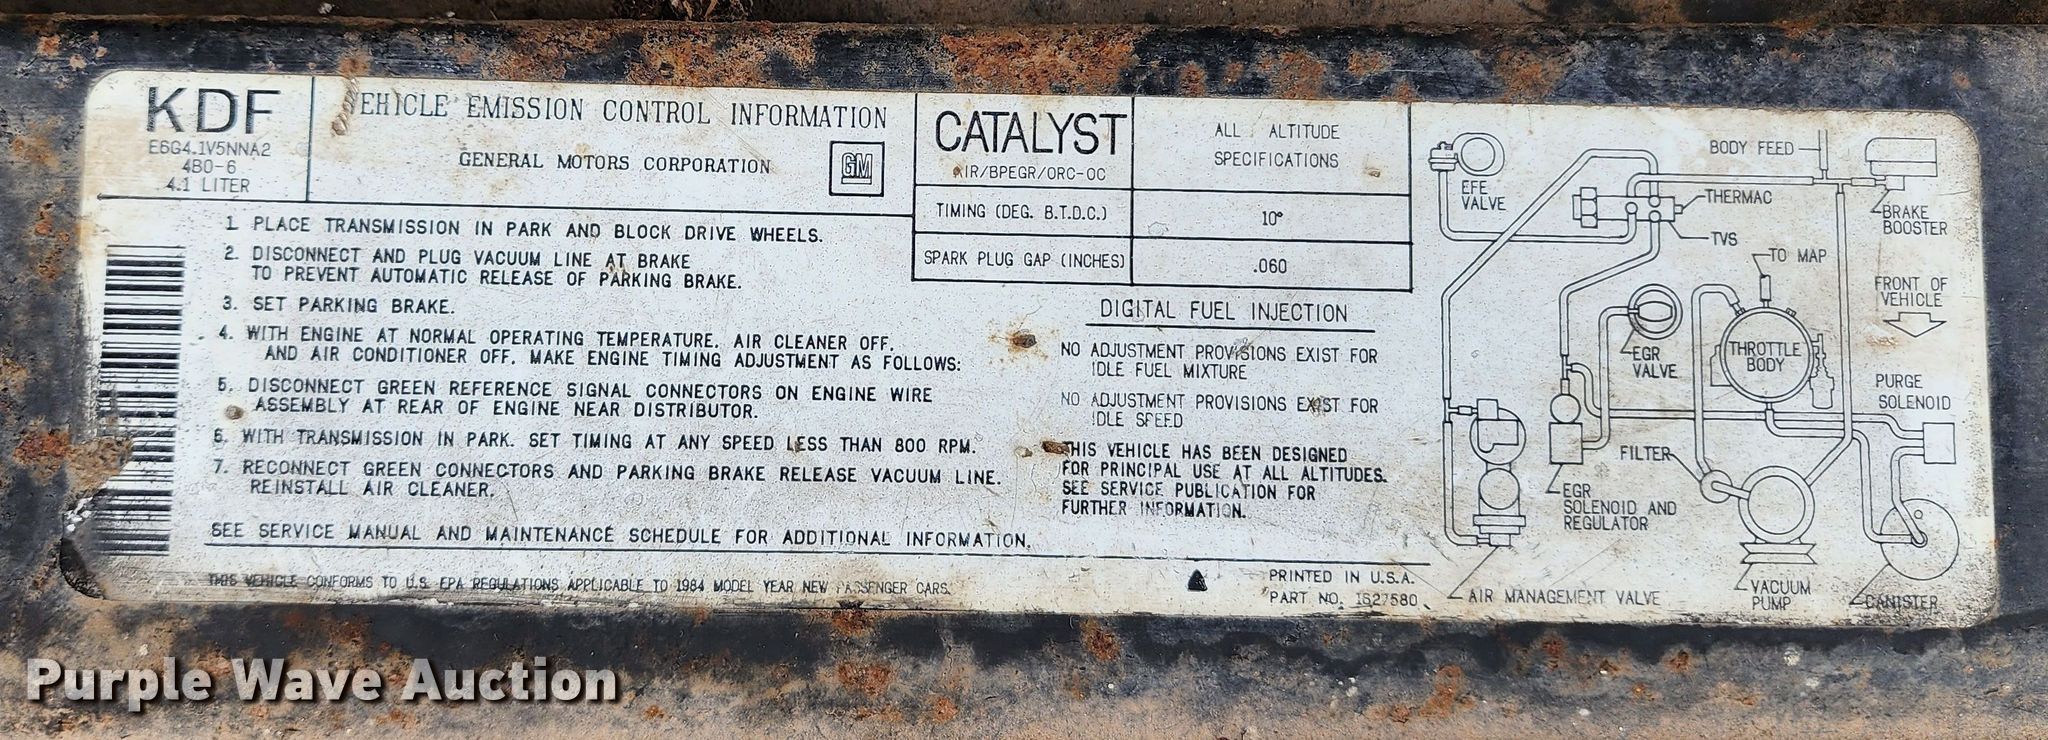 KDF
E6G4.1V5NNA2
4B0-6
4.1 LITER
VEHICLE EMISSION CONTROL INFORMATION
GENERAL MOTORS CORPORATION
GM
CATALYST
AIR/BPEGR/ORC-OC
ALL ALTITUDE
SPECIFICATIONS
TIMING (DEG. B.T.D.C.)
10°
SPARK PLUG GAP (INCHES)
.060
1. PLACE TRANSMISSION IN PARK AND BLOCK DRIVE WHEELS.
2. DISCONNECT AND PLUG VACUUM LINE AT BRAKE
TO PREVENT AUTOMATIC RELEASE OF PARKING BRAKE.
3. SET PARKING BRAKE.
4. WITH ENGINE AT NORMAL OPERATING TEMPERATURE, AIR CLEANER OFF,
AND AIR CONDITIONER OFF, MAKE ENGINE TIMING ADJUSTMENT AS FOLLOWS:
5. DISCONNECT GREEN REFERENCE SIGNAL CONNECTORS ON ENGINE WIRE
ASSEMBLY AT REAR OF ENGINE NEAR DISTRIBUTOR.
6. WITH TRANSMISSION IN PARK, SET TIMING AT ANY SPEED LESS THAN 800 RPM.
7. RECONNECT GREEN CONNECTORS AND PARKING BRAKE RELEASE VACUUM LINE.
REINSTALL AIR CLEANER.
SEE SERVICE MANUAL AND MAINTENANCE SCHEDULE FOR ADDITIONAL INFORMATION.
THIS VEHICLE CONFORMS TO U.S. EPA REGULATIONS APPLICABLE TO 1984 MODEL YEAR NEW PASSENGER CARS.
DIGITAL FUEL INJECTION
NO ADJUSTMENT PROVISIONS EXIST FOR
IDLE FUEL MIXTURE
NO ADJUSTMENT PROVISIONS EXIST FOR
IDLE SPEED
THIS VEHICLE HAS BEEN DESIGNED
FOR PRINCIPAL USE AT ALL ALTITUDES.
SEE SERVICE PUBLICATION FOR
FURTHER INFORMATION.
PRINTED IN U.S.A.
PART NO. 1627580
EFE
VALVE
BODY FEED
THERMAC
TVS
BRAKE
BOOSTER
TO MAP
FRONT OF
VEHICLE
EGR
VALVE
THROTTLE
BODY
PURGE
SOLENOID
FILTER
EGR
SOLENOID AND
REGULATOR
AIR MANAGEMENT VALVE
VACUUM
PUMP
CANISTER
Purple Wave Auction